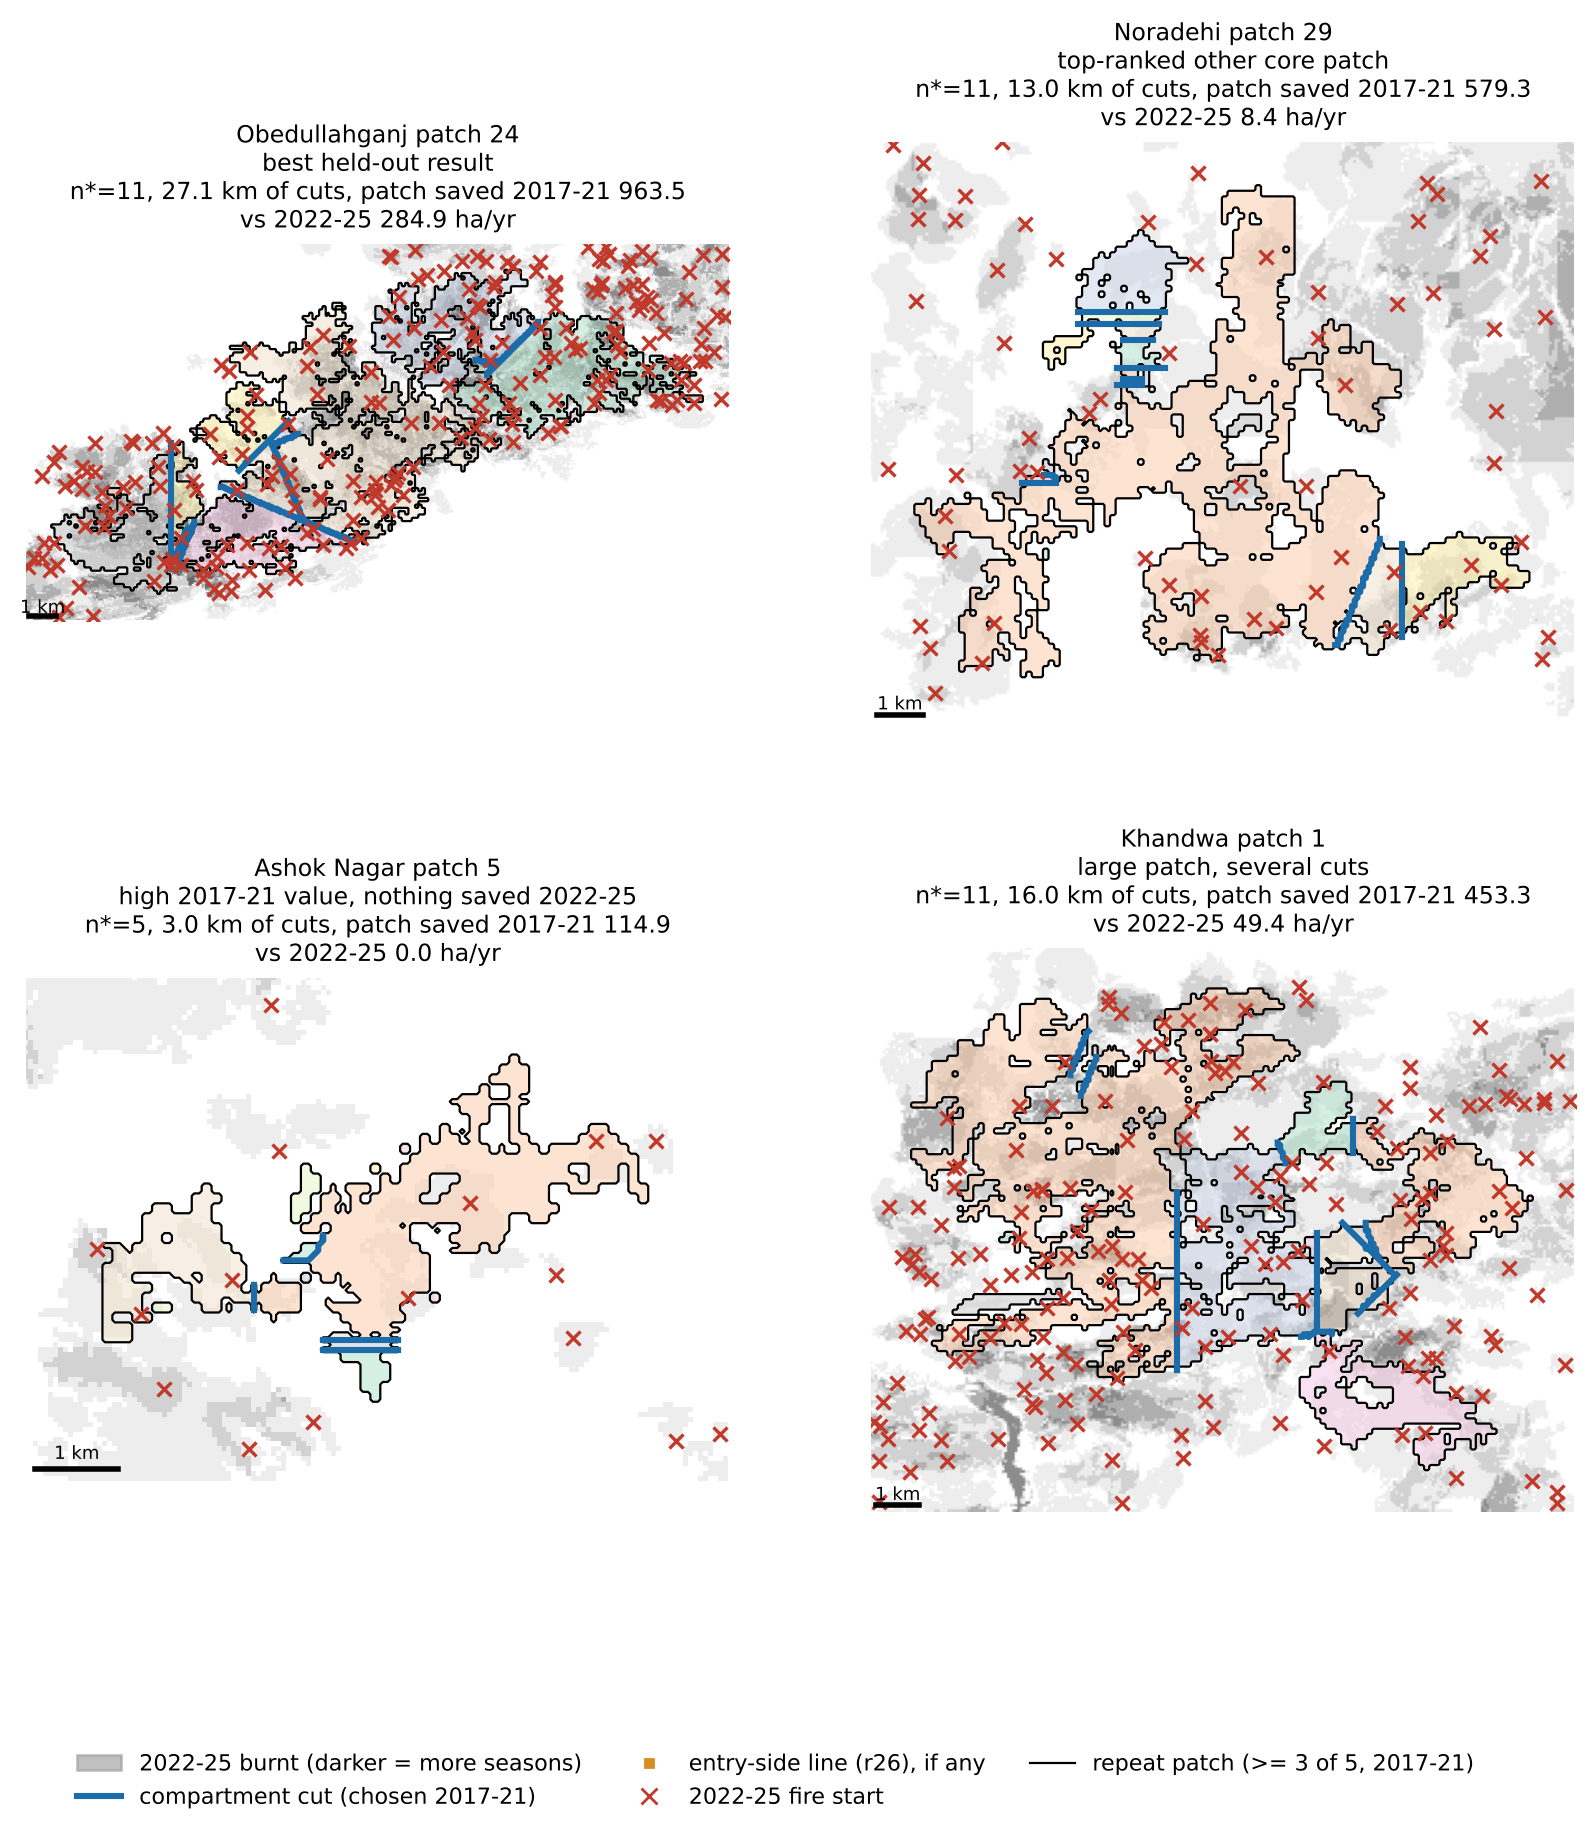 Obedullahganj patch 24
best held-out result
n*=11, 27.1 km of cuts, patch saved 2017-21 963.5
vs 2022-25 284.9 ha/yr
1 km
Noradehi patch 29
top-ranked other core patch
n*=11, 13.0 km of cuts, patch saved 2017-21 579.3
vs 2022-25 8.4 ha/yr
1 km
Ashok Nagar patch 5
high 2017-21 value, nothing saved 2022-25
n*=5, 3.0 km of cuts, patch saved 2017-21 114.9
vs 2022-25 0.0 ha/yr
1 km
Khandwa patch 1
large patch, several cuts
n*=11, 16.0 km of cuts, patch saved 2017-21 453.3
vs 2022-25 49.4 ha/yr
1 km
2022-25 burnt (darker = more seasons)
compartment cut (chosen 2017-21)
entry-side line (r26), if any
2022-25 fire start
repeat patch (>= 3 of 5, 2017-21)